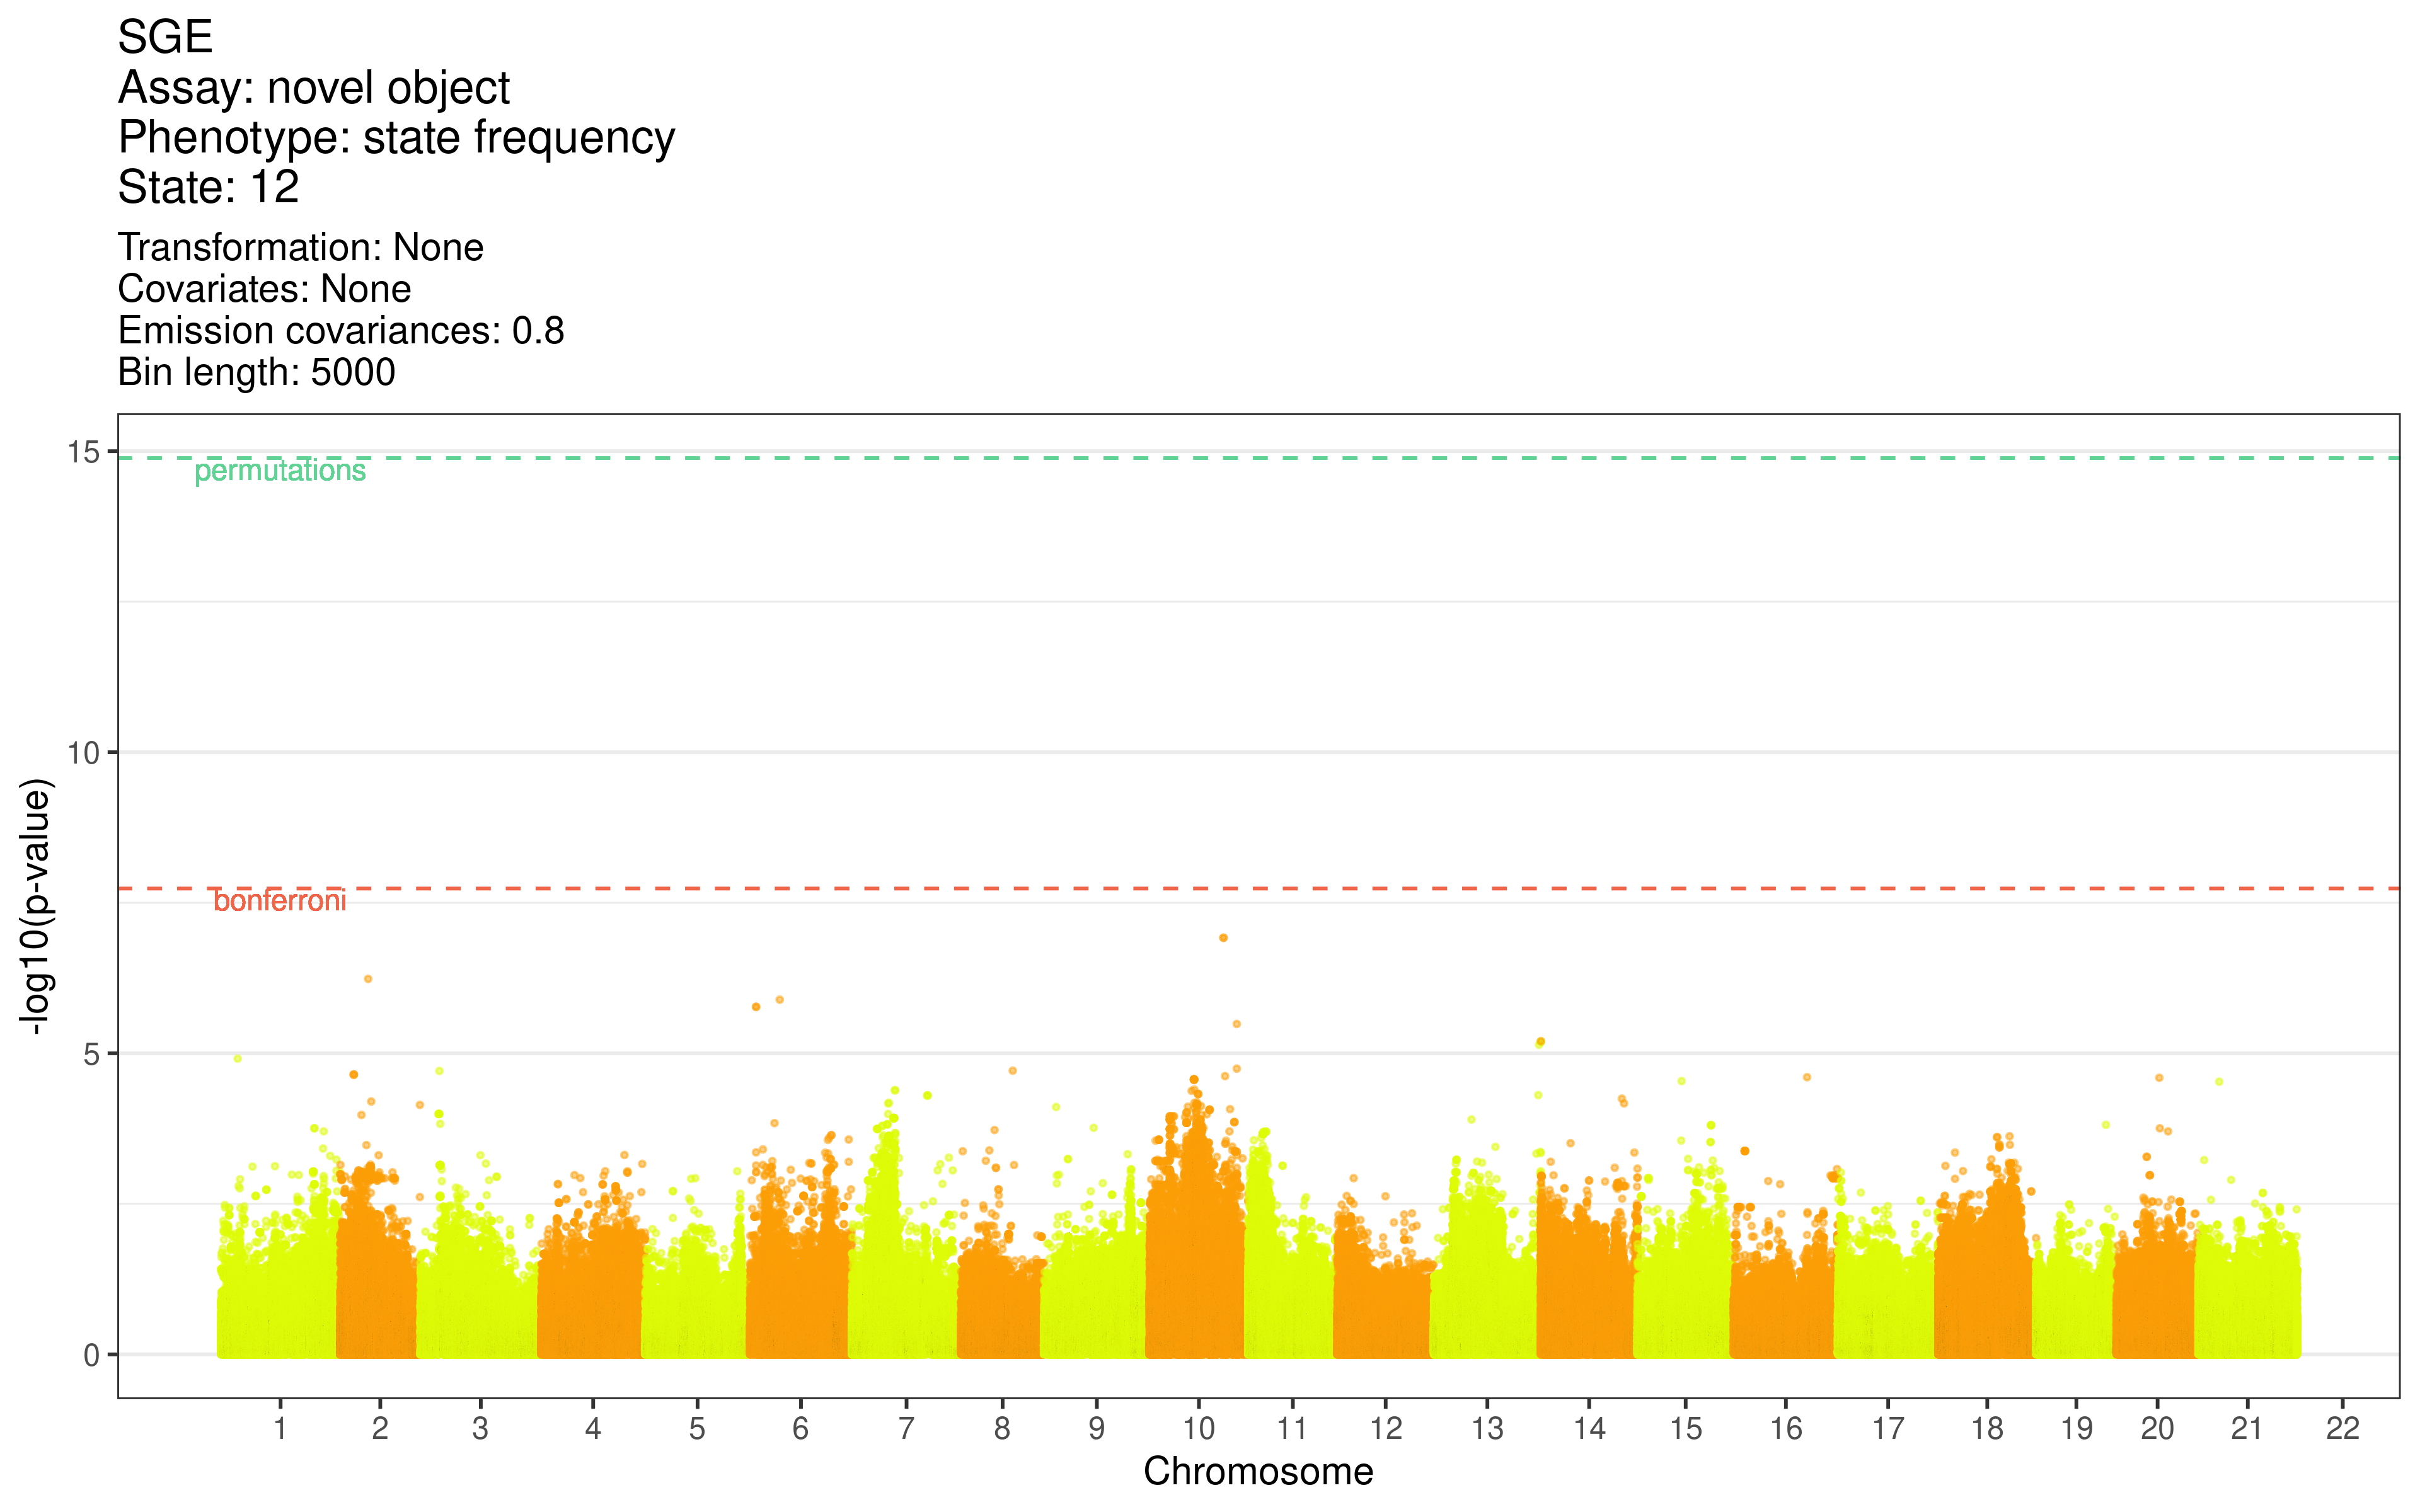 SGE
Assay: novel object
Phenotype: state frequency
State: 12
Transformation: None
Covariates: None
Emission covariances: 0.8
Bin length: 5000
15
permutations
10
bonferroni
5
0
-log10(p-value)
1 2 3 4 5 6 7 8 9 10 11 12 13 14 15 16 17 18 19 20 21 22
Chromosome